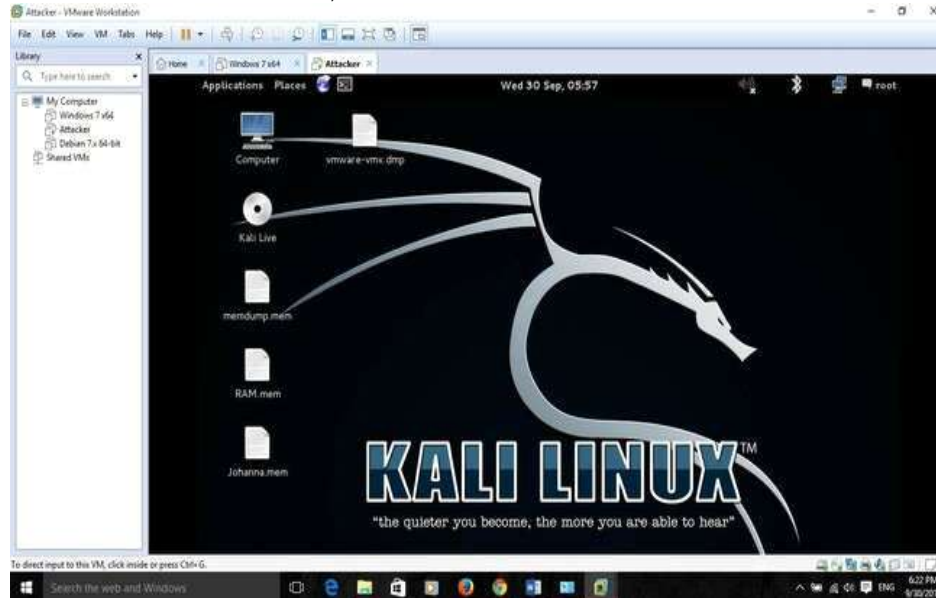 Attacker - VMware Workstation
File Edit View VM Tabs Help
Library
Type here to search
Home Windows 7 x64 Attacker
My Computer
Windows 7 x64
Attacker
Debian 7.x 64-bit
Shared VMs
Applications Places Wed 30 Sep, 05:57 root
Computer vmware-vmx.dmp
Kali Live
memdump.mem
RAM.mem
Johanna.mem
KALI LINUX TM
"the quieter you become, the more you are able to hear"
To direct input to this VM, click inside or press Ctrl+G.
Search the web and Windows
ENG 6:22 PM